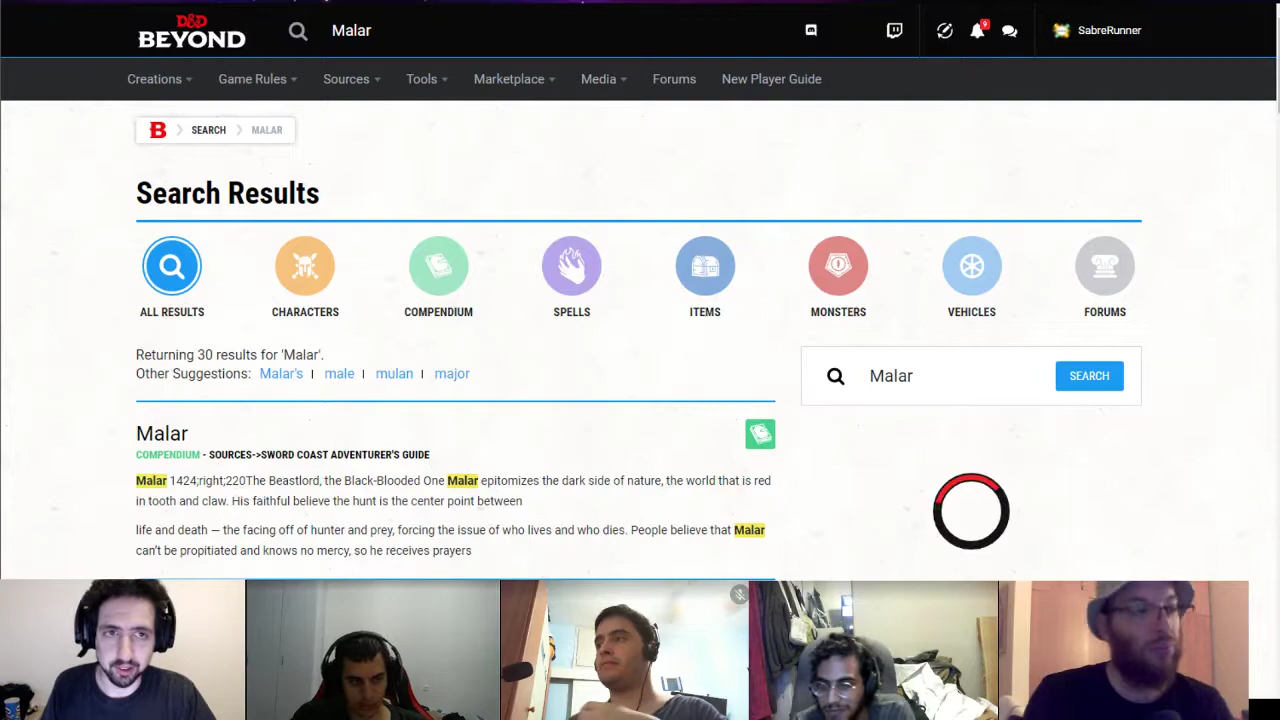 D&D
BEYOND
Malar
9
SabreRunner
Creations
Game Rules
Sources
Tools
Marketplace
Media
Forums
New Player Guide
B
SEARCH
MALAR
Search Results
ALL RESULTS
CHARACTERS
COMPENDIUM
SPELLS
ITEMS
MONSTERS
VEHICLES
FORUMS
Returning 30 results for 'Malar'.
Other Suggestions: Malar's | male | mulan | major
Malar
SEARCH
Malar
COMPENDIUM - SOURCES->SWORD COAST ADVENTURER'S GUIDE
Malar 1424;right;220The Beastlord, the Black-Blooded One Malar epitomizes the dark side of nature, the world that is red
in tooth and claw. His faithful believe the hunt is the center point between
life and death — the facing off of hunter and prey, forcing the issue of who lives and who dies. People believe that Malar
can't be propitiated and knows no mercy, so he receives prayers